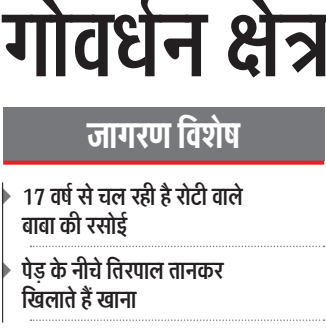 गोवर्धन क्षेत्र
जागरण विशेष
17 वर्ष से चल रही है रोटी वाले
बाबा की रसोई
पेड़ के नीचे तिरपाल तानकर
खिलाते हैं खाना